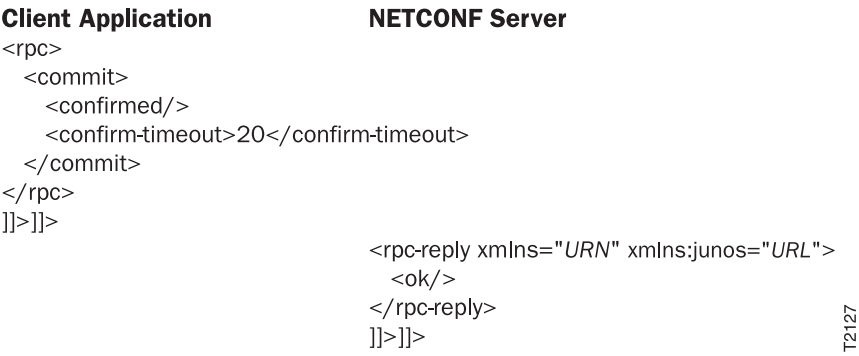 Client Application NETCONF Server
<rpc>
<commit>
<confirmed/>
<confirm-timeout>20</confirm-timeout>
</commit>
</rpc>
]]>]]>
<rpc-reply xmlns="URN" xmlns:junos="URL">
<ok/>
</rpc-reply>
]]>]]>
T2127